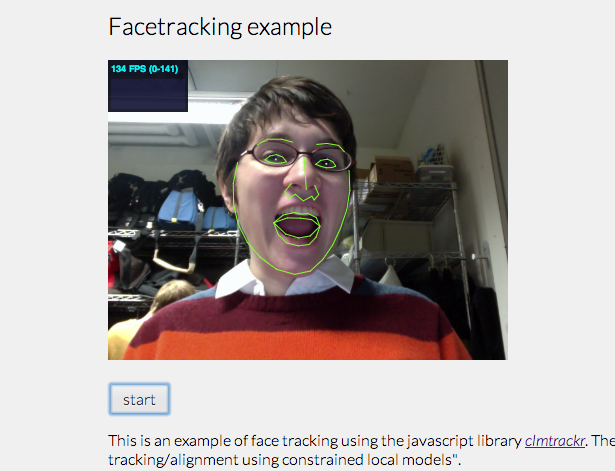 Facetracking example
134 FPS (0-141)
start
This is an example of face tracking using the javascript library clmtrackr. The
tracking/alignment using constrained local models".